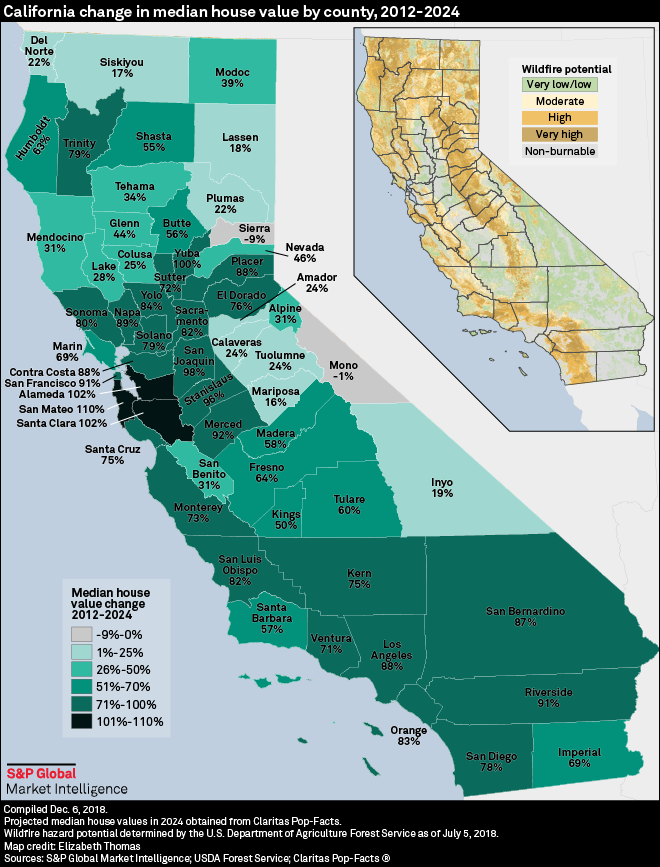 California change in median house value by county, 2012-2024
Del
Norte
22%
Siskiyou
17%
Modoc
39%
Humboldt
63%
Trinity
79%
Shasta
55%
Lassen
18%
Tehama
34%
Plumas
22%
Mendocino
31%
Glenn
44%
Butte
56%
Sierra
-9%
Lake
28%
Colusa
25%
Yuba
100%
Nevada
46%
Sutter
72%
Placer
88%
Amador
24%
Sonoma
80%
Napa
89%
Yolo
84%
Sacra-
mento
82%
El Dorado
76%
Alpine
31%
Marin
69%
Solano
79%
San
Joaquin
98%
Calaveras
24%
Tuolumne
24%
Mono
-1%
Contra Costa 88%
San Francisco 91%
Alameda 102%
San Mateo 110%
Santa Clara 102%
Stanislaus
96%
Mariposa
16%
Santa Cruz
75%
Merced
92%
Madera
58%
San
Benito
31%
Fresno
64%
Inyo
19%
Monterey
73%
Kings
50%
Tulare
60%
San Luis
Obispo
82%
Kern
75%
San Bernardino
87%
Santa
Barbara
57%
Ventura
71%
Los
Angeles
88%
Riverside
91%
Orange
83%
San Diego
78%
Imperial
69%
Wildfire potential
Very low/low
Moderate
High
Very high
Non-burnable
Median house
value change
2012-2024
-9%-0%
1%-25%
26%-50%
51%-70%
71%-100%
101%-110%
S&P Global
Market Intelligence
Compiled Dec. 6, 2018.
Projected median house values in 2024 obtained from Claritas Pop-Facts.
Wildfire hazard potential determined by the U.S. Department of Agriculture Forest Service as of July 5, 2018.
Map credit: Elizabeth Thomas
Sources: S&P Global Market Intelligence; USDA Forest Service; Claritas Pop-Facts ®